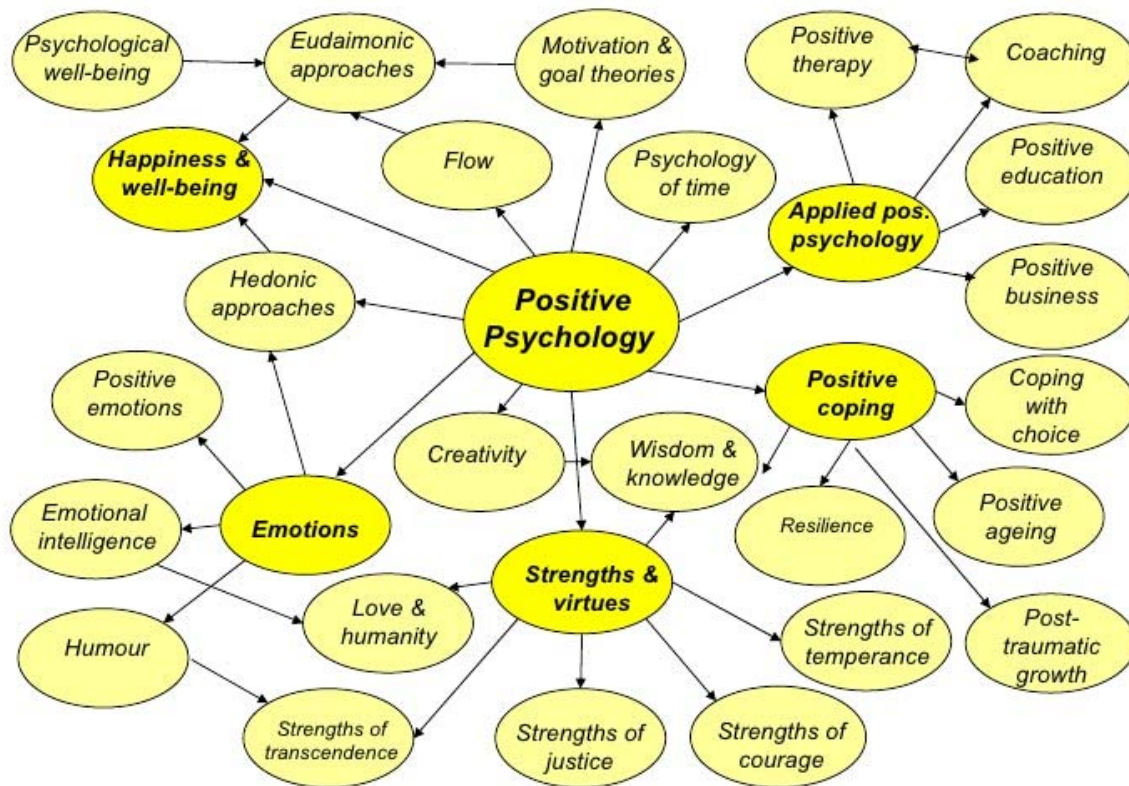 Psychological
well-being
Eudaimonic
approaches
Motivation &
goal theories
Positive
therapy
Coaching
Happiness &
well-being
Flow
Psychology
of time
Positive
education
Applied pos.
psychology
Hedonic
approaches
Positive
Psychology
Positive
business
Positive
emotions
Positive
coping
Coping
with
choice
Creativity
Wisdom &
knowledge
Emotional
intelligence
Emotions
Resilience
Positive
ageing
Strengths &
virtues
Love &
humanity
Humour
Strengths of
temperance
Post-
traumatic
growth
Strengths of
transcendence
Strengths of
justice
Strengths of
courage